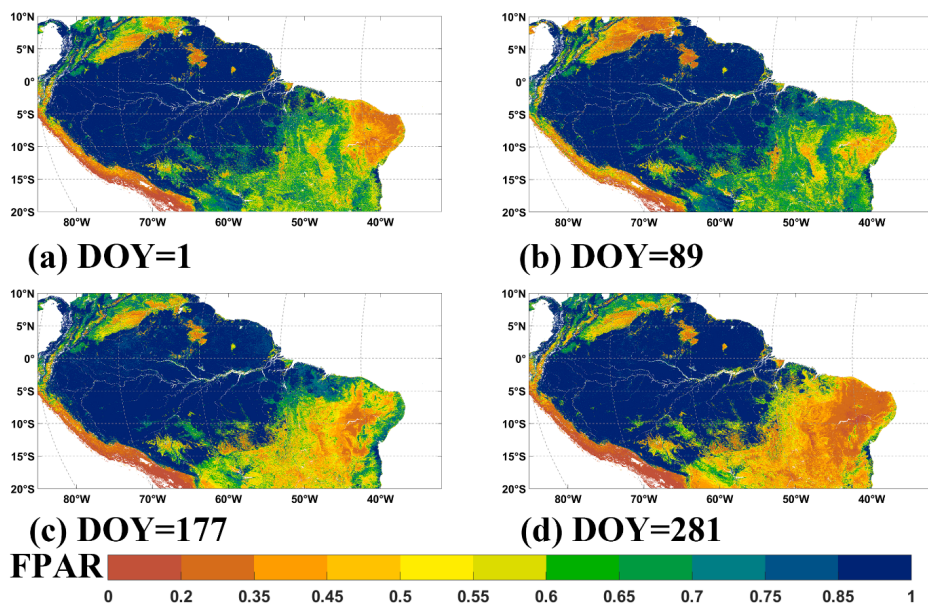 10°N
5°N
0°
5°S
10°S
15°S
20°S
80°W 70°W 60°W 50°W 40°W
(a) DOY=1
10°N
5°N
0°
5°S
10°S
15°S
20°S
80°W 70°W 60°W 50°W 40°W
(b) DOY=89
10°N
5°N
0°
5°S
10°S
15°S
20°S
80°W 70°W 60°W 50°W 40°W
(c) DOY=177
10°N
5°N
0°
5°S
10°S
15°S
20°S
80°W 70°W 60°W 50°W 40°W
(d) DOY=281
FPAR
0 0.2 0.35 0.45 0.5 0.55 0.6 0.65 0.7 0.75 0.85 1